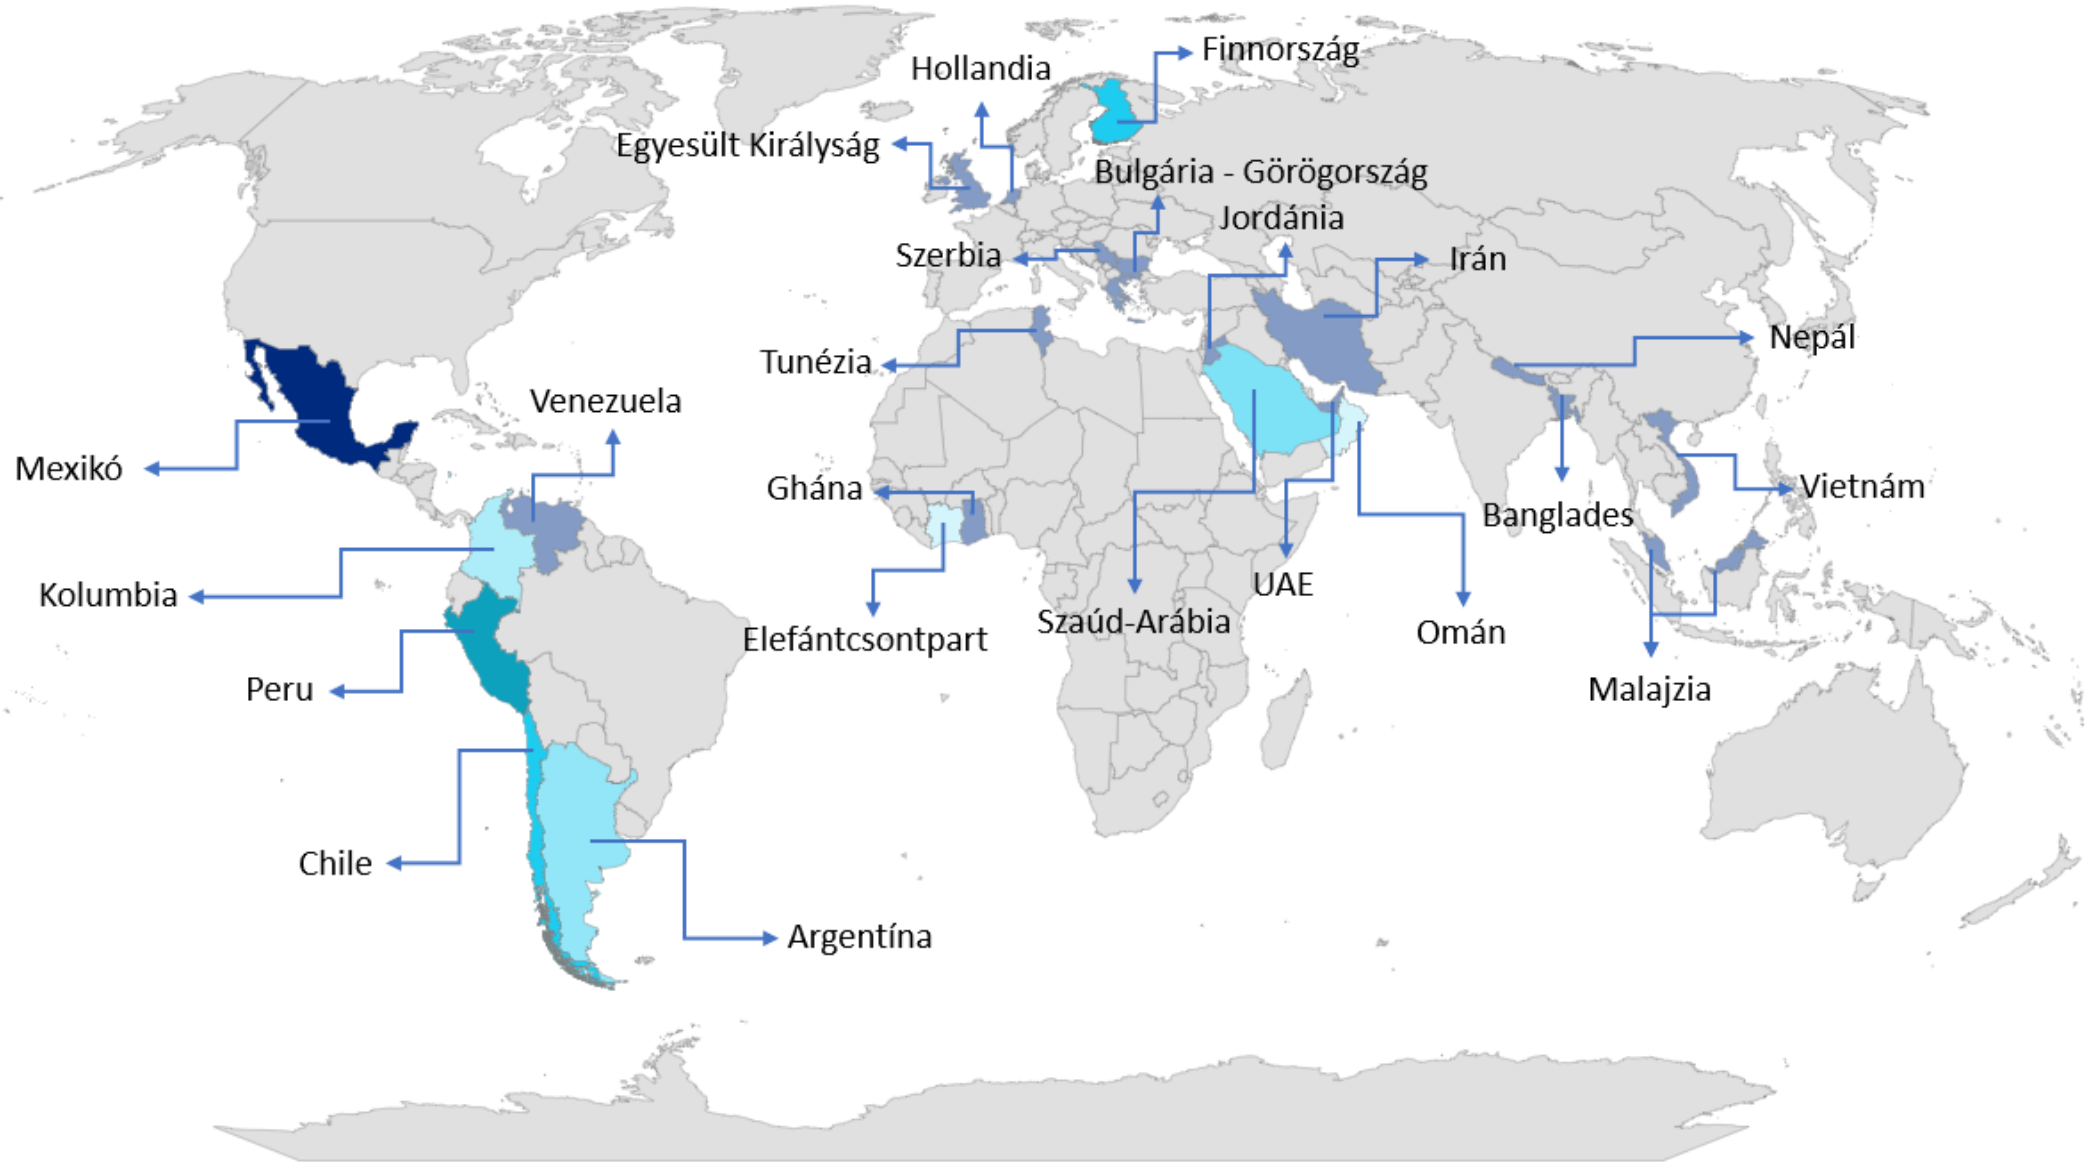 Finnország
Hollandia
Egyesült Királyság
Bulgária - Görögország
Jordánia
Szerbia
Irán
Nepál
Tunézia
Venezuela
Mexikó
Ghána
Vietnám
Banglades
UAE
Kolumbia
Szaúd-Arábia
Omán
Elefántcsontpart
Peru
Malajzia
Chile
Argentína